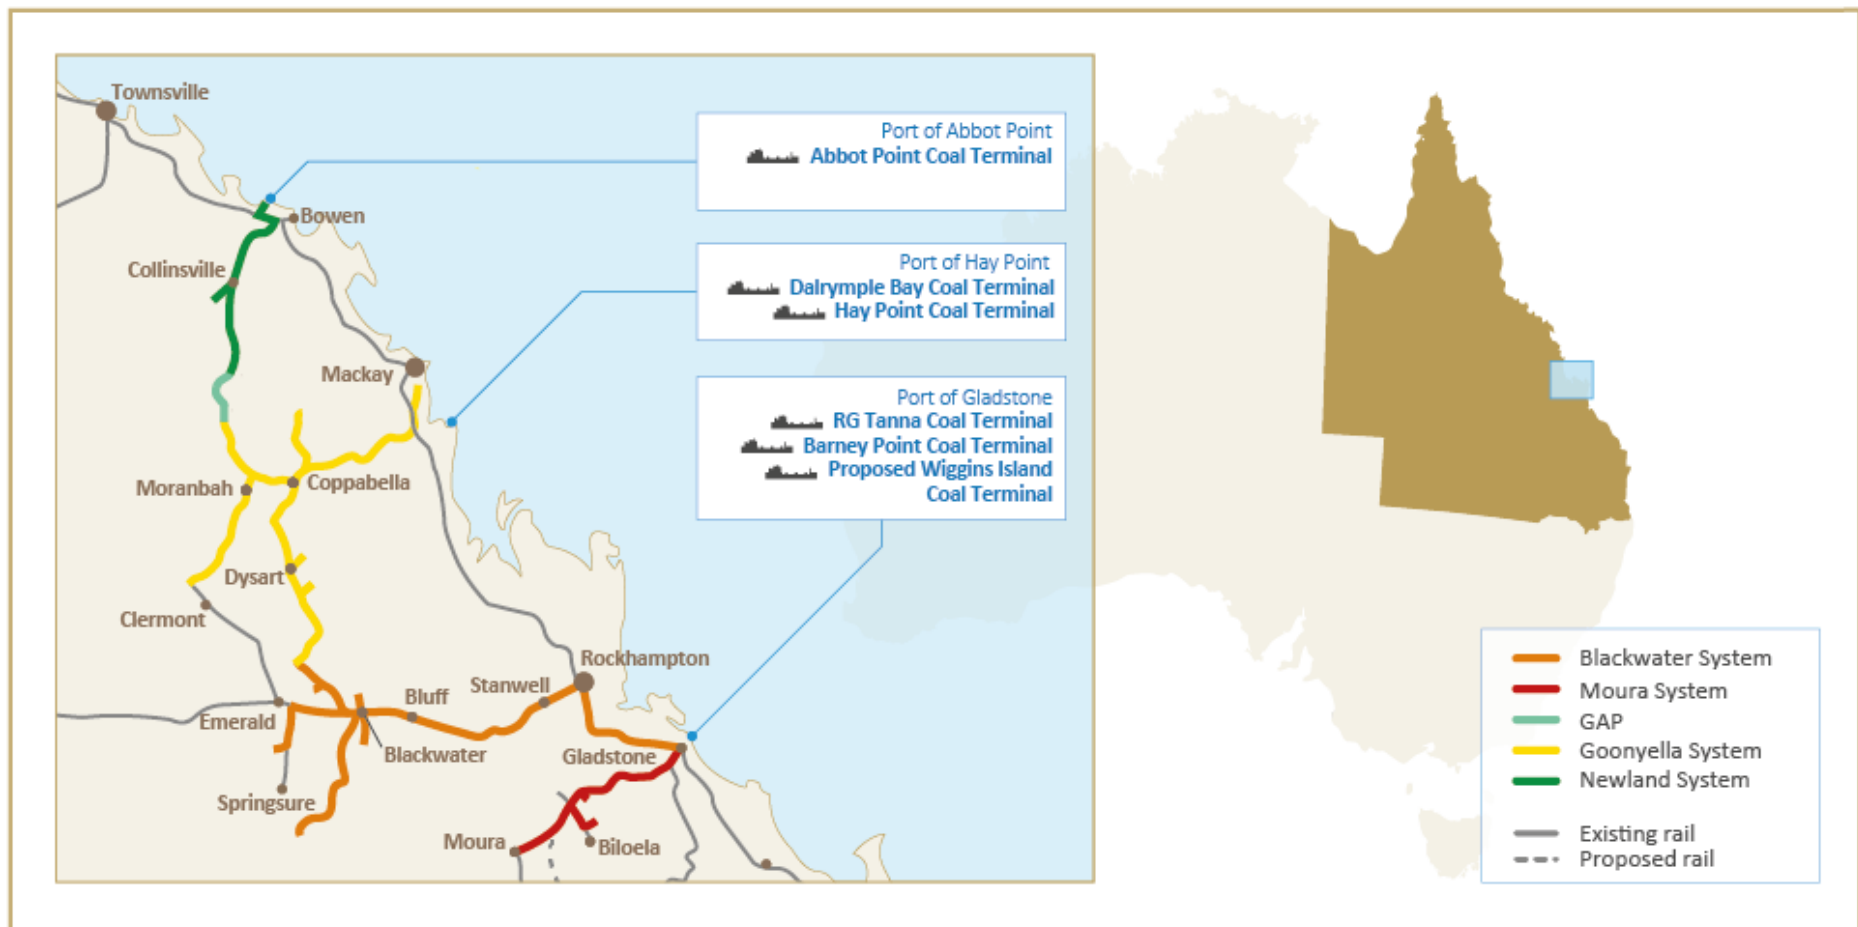 Townsville
Port of Abbot Point
Abbot Point Coal Terminal
Bowen
Collinsville
Port of Hay Point
Dalrymple Bay Coal Terminal
Hay Point Coal Terminal
Mackay
Port of Gladstone
RG Tanna Coal Terminal
Barney Point Coal Terminal
Proposed Wiggins Island
Coal Terminal
Moranbah
Coppabella
Dysart
Clermont
Rockhampton
Stanwell
Bluff
Emerald
Blackwater
Gladstone
Springsure
Moura
Biloela
Blackwater System
Moura System
GAP
Goonyella System
Newland System
Existing rail
Proposed rail